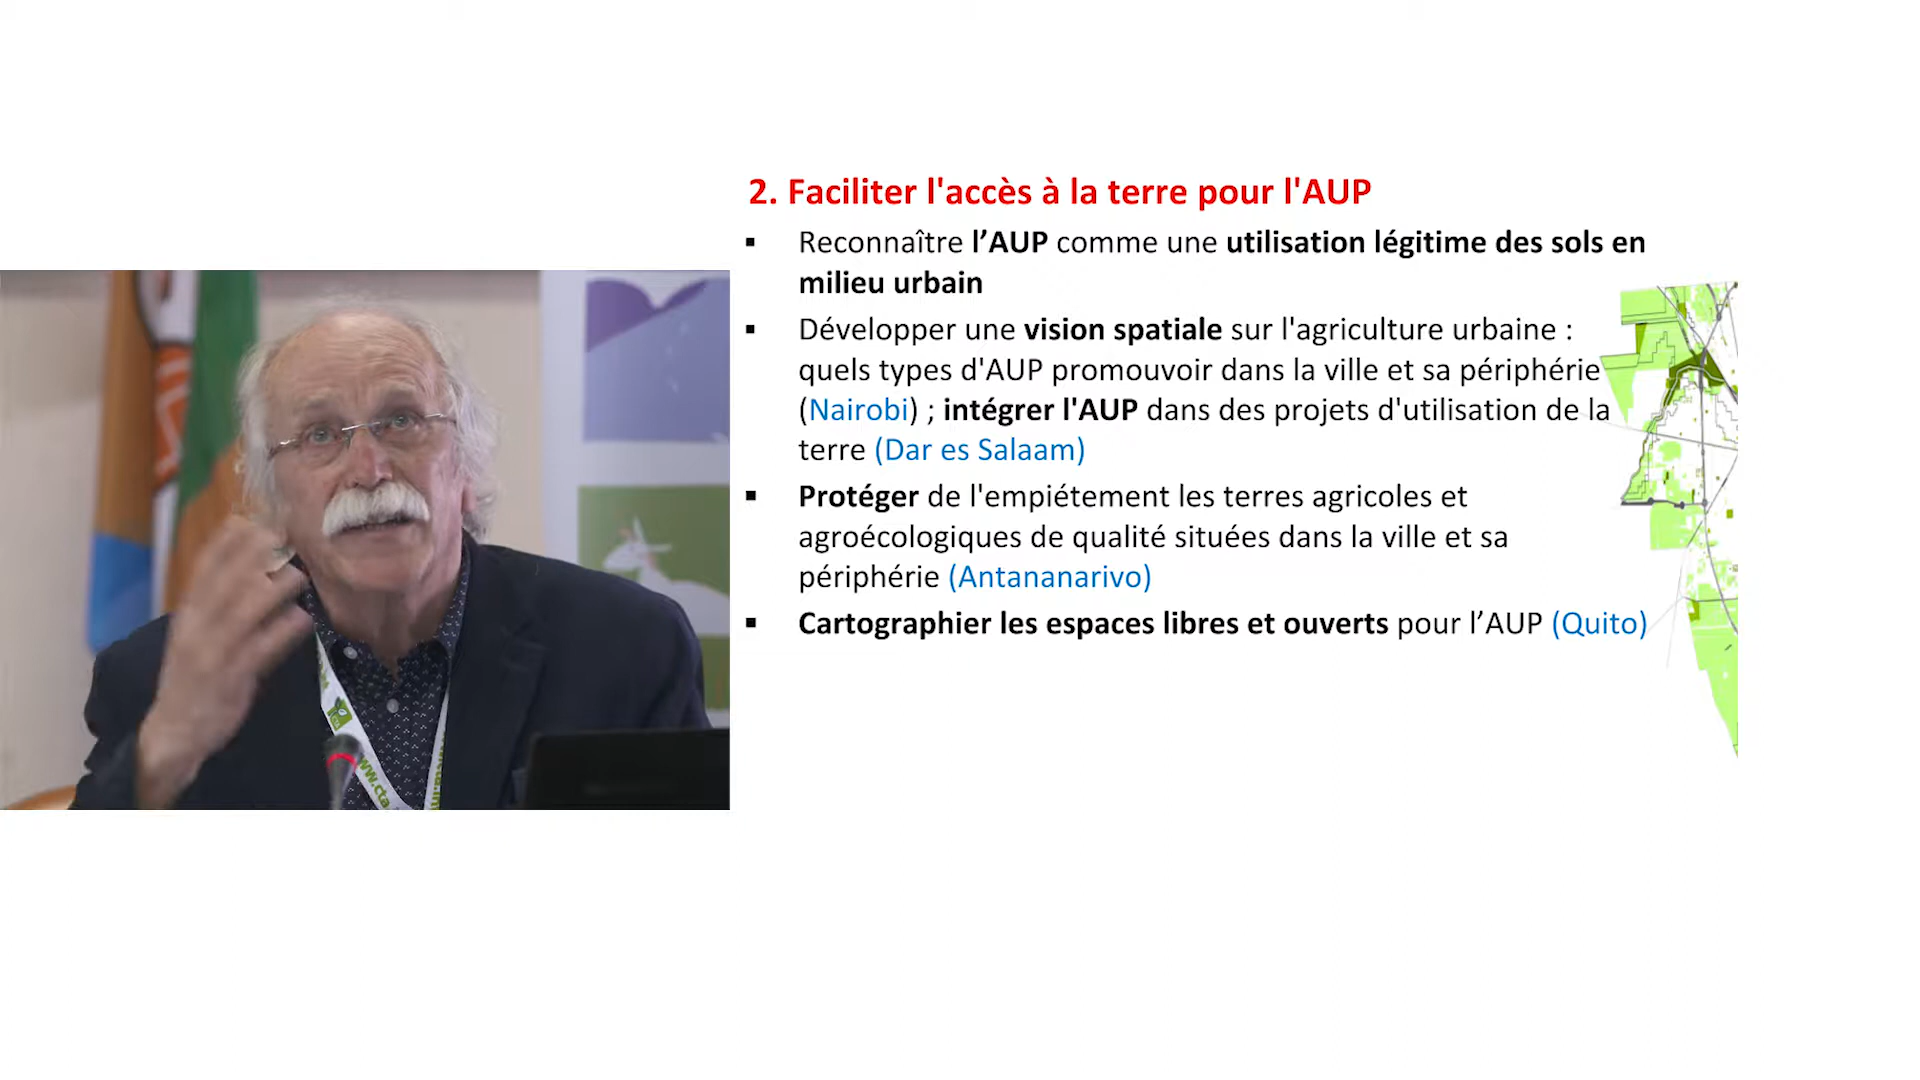 2. Faciliter l'accès à la terre pour l'AUP
▪ Reconnaître l’AUP comme une utilisation légitime des sols en
milieu urbain
▪ Développer une vision spatiale sur l'agriculture urbaine :
quels types d'AUP promouvoir dans la ville et sa périphérie
(Nairobi) ; intégrer l'AUP dans des projets d'utilisation de la
terre (Dar es Salaam)
▪ Protéger de l'empiétement les terres agricoles et
agroécologiques de qualité situées dans la ville et sa
périphérie (Antananarivo)
▪ Cartographier les espaces libres et ouverts pour l’AUP (Quito)
www.cta.